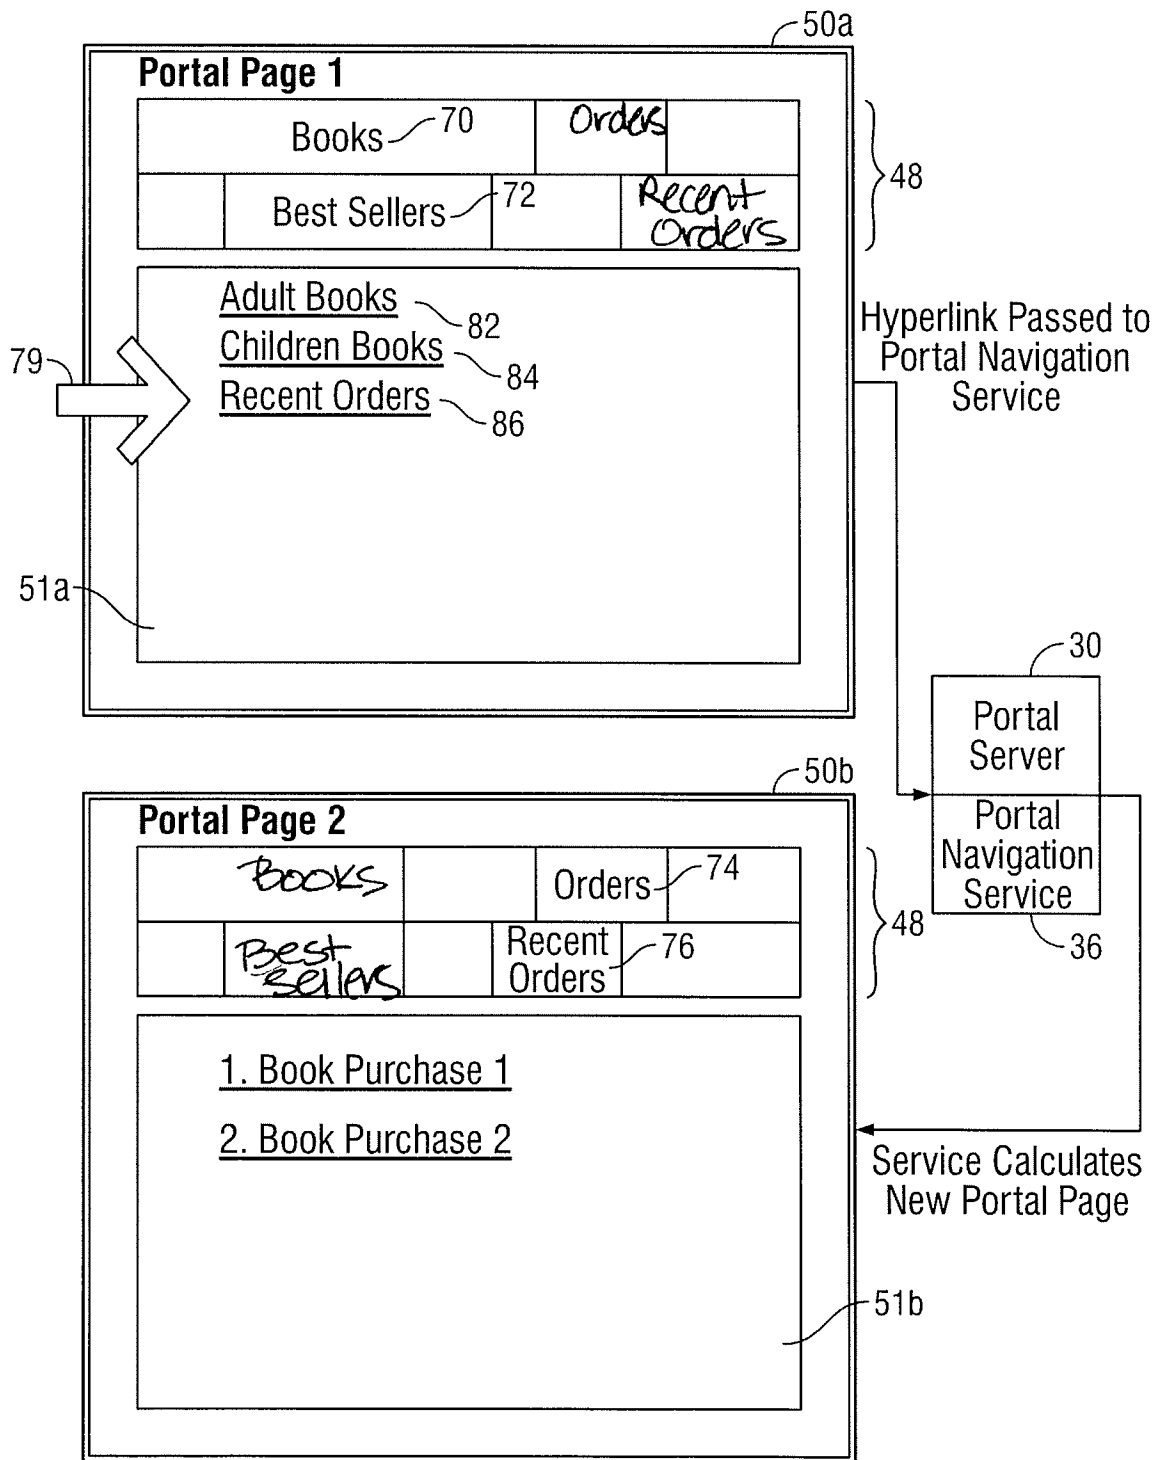 50a
Portal Page 1
Books 70 Orders
48
Best Sellers 72 Recent
Orders
Adult Books 82
Children Books 84
Recent Orders 86
79
51a
Hyperlink Passed to
Portal Navigation
Service
30
Portal
Server
Portal
Navigation
Service
36
50b
Portal Page 2
Books Orders 74
48
Best
Sellers
Recent
Orders
76
1. Book Purchase 1
2. Book Purchase 2
Service Calculates
New Portal Page
51b